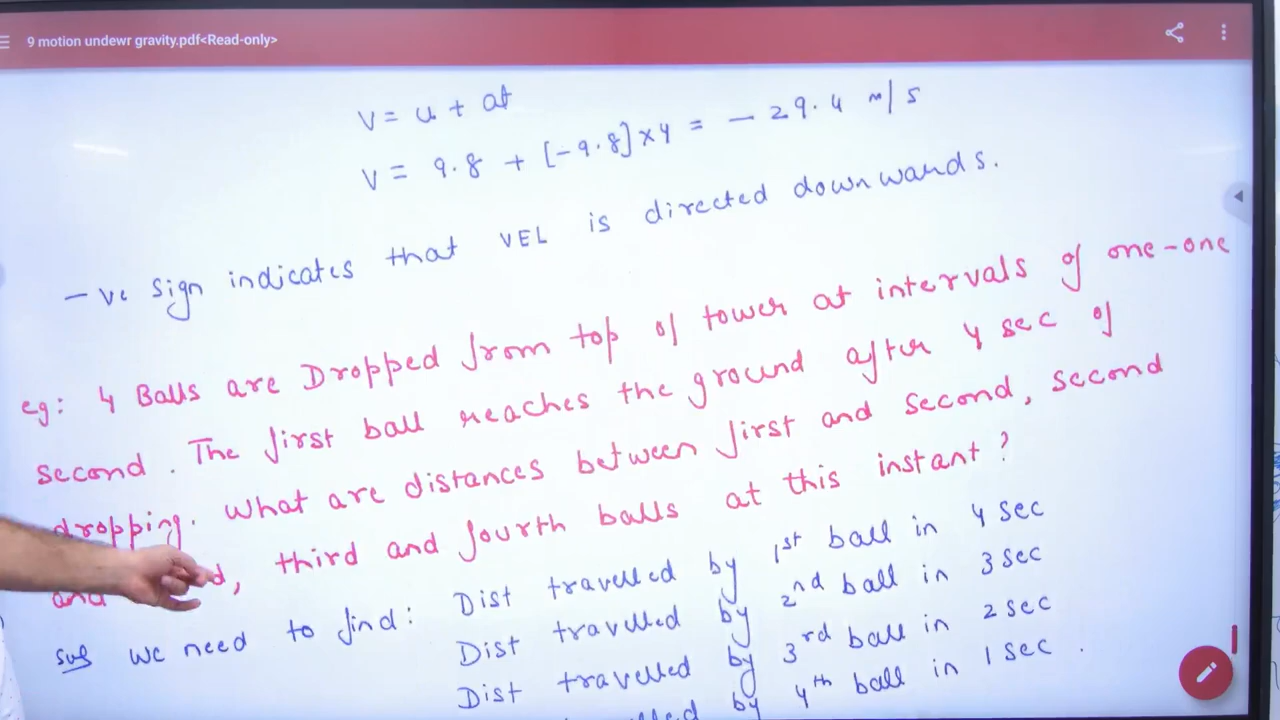 9 motion undewr gravity.pdf<Read-only>
V = u + at
V = 9.8 + [-9.8]×4 = - 29.4 m/s
- ve sign indicates that VEL is directed downwards.
eg: 4 Balls are Dropped from top of tower at intervals of one-one
second. The first ball reaches the ground after 4 sec of
dropping. What are distances between first and second, second
and third and fourth balls at this instant?
we need to find: Dist travelled by 1st ball in 4 sec
Dist travelled by 2nd ball in 3 sec
Dist travelled by 3rd ball in 2 sec
by 4th ball in 1 sec.